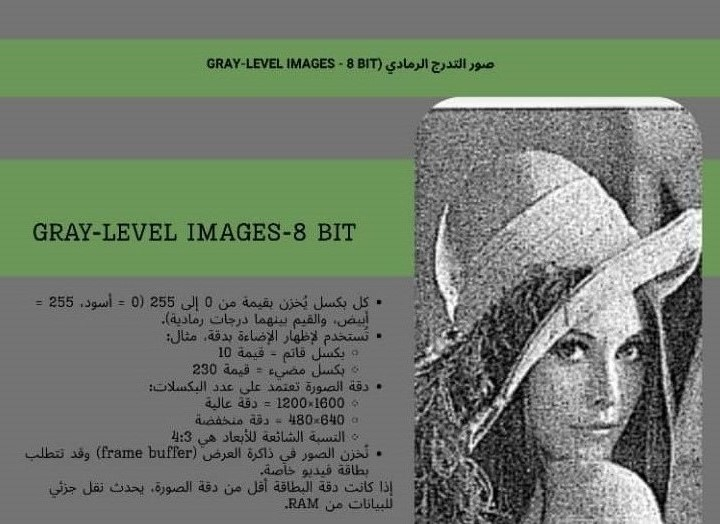 صور التدرج الرمادي (GRAY-LEVEL IMAGES - 8 BIT
GRAY-LEVEL IMAGES-8 BIT
• كل بكسل يُخزن بقيمة من 0 إلى 255 (0 = أسود، 255 =
أبيض، والقيم بينهما درجات رمادية).
• تُستخدم لإظهار الإضاءة بدقة، مثال:
◦ بكسل قاتم = قيمة 10
◦ بكسل مضيء = قيمة 230
• دقة الصورة تعتمد على عدد البكسلات:
◦ 1600×1200 = دقة عالية
◦ 640×480 = دقة منخفضة
◦ النسبة الشائعة للأبعاد هي 4:3
• تُخزن الصور في ذاكرة العرض (frame buffer) وقد تتطلب
بطاقة فيديو خاصة.
إذا كانت دقة البطاقة أقل من دقة الصورة، يحدث نقل جزئي
للبيانات من RAM.